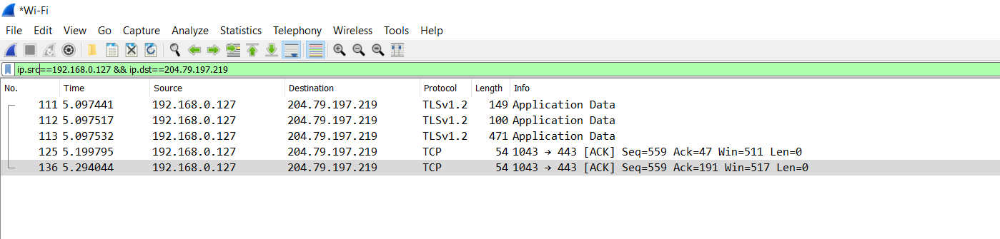 *Wi-Fi
File Edit View Go Capture Analyze Statistics Telephony Wireless Tools Help
ip.src==192.168.0.127 && ip.dst==204.79.197.219
No. Time Source Destination Protocol Length Info
111 5.097441 192.168.0.127 204.79.197.219 TLSv1.2 149 Application Data
112 5.097517 192.168.0.127 204.79.197.219 TLSv1.2 100 Application Data
113 5.097532 192.168.0.127 204.79.197.219 TLSv1.2 471 Application Data
125 5.199795 192.168.0.127 204.79.197.219 TCP 54 1043 → 443 [ACK] Seq=559 Ack=47 Win=511 Len=0
136 5.294044 192.168.0.127 204.79.197.219 TCP 54 1043 → 443 [ACK] Seq=559 Ack=191 Win=517 Len=0